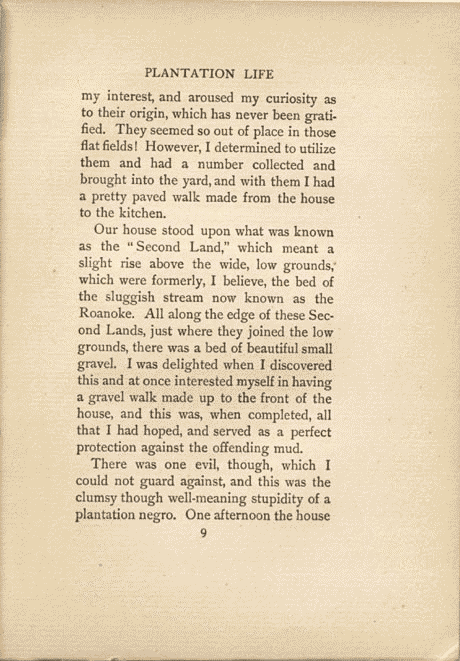 PLANTATION LIFE
my interest, and aroused my curiosity as
to their origin, which has never been grati-
fied. They seemed so out of place in those
flat fields! However, I determined to utilize
them and had a number collected and
brought into the yard, and with them I had
a pretty paved walk made from the house
to the kitchen.
Our house stood upon what was known
as the "Second Land," which meant a
slight rise above the wide, low grounds,
which were formerly, I believe, the bed of
the sluggish stream now known as the
Roanoke. All along the edge of these Sec-
ond Lands, just where they joined the low
grounds, there was a bed of beautiful small
gravel. I was delighted when I discovered
this and at once interested myself in having
a gravel walk made up to the front of the
house, and this was, when completed, all
that I had hoped, and served as a perfect
protection against the offending mud.
There was one evil, though, which I
could not guard against, and this was the
clumsy though well-meaning stupidity of a
plantation negro. One afternoon the house
9